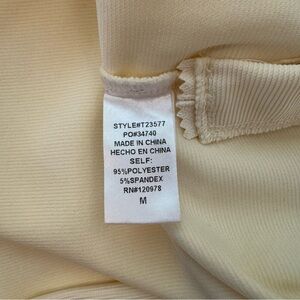 STYLE#T23577
PO#34740
MADE IN CHINA
HECHO EN CHINA
SELF:
95%POLYESTER
5%SPANDEX
RN#120978
M